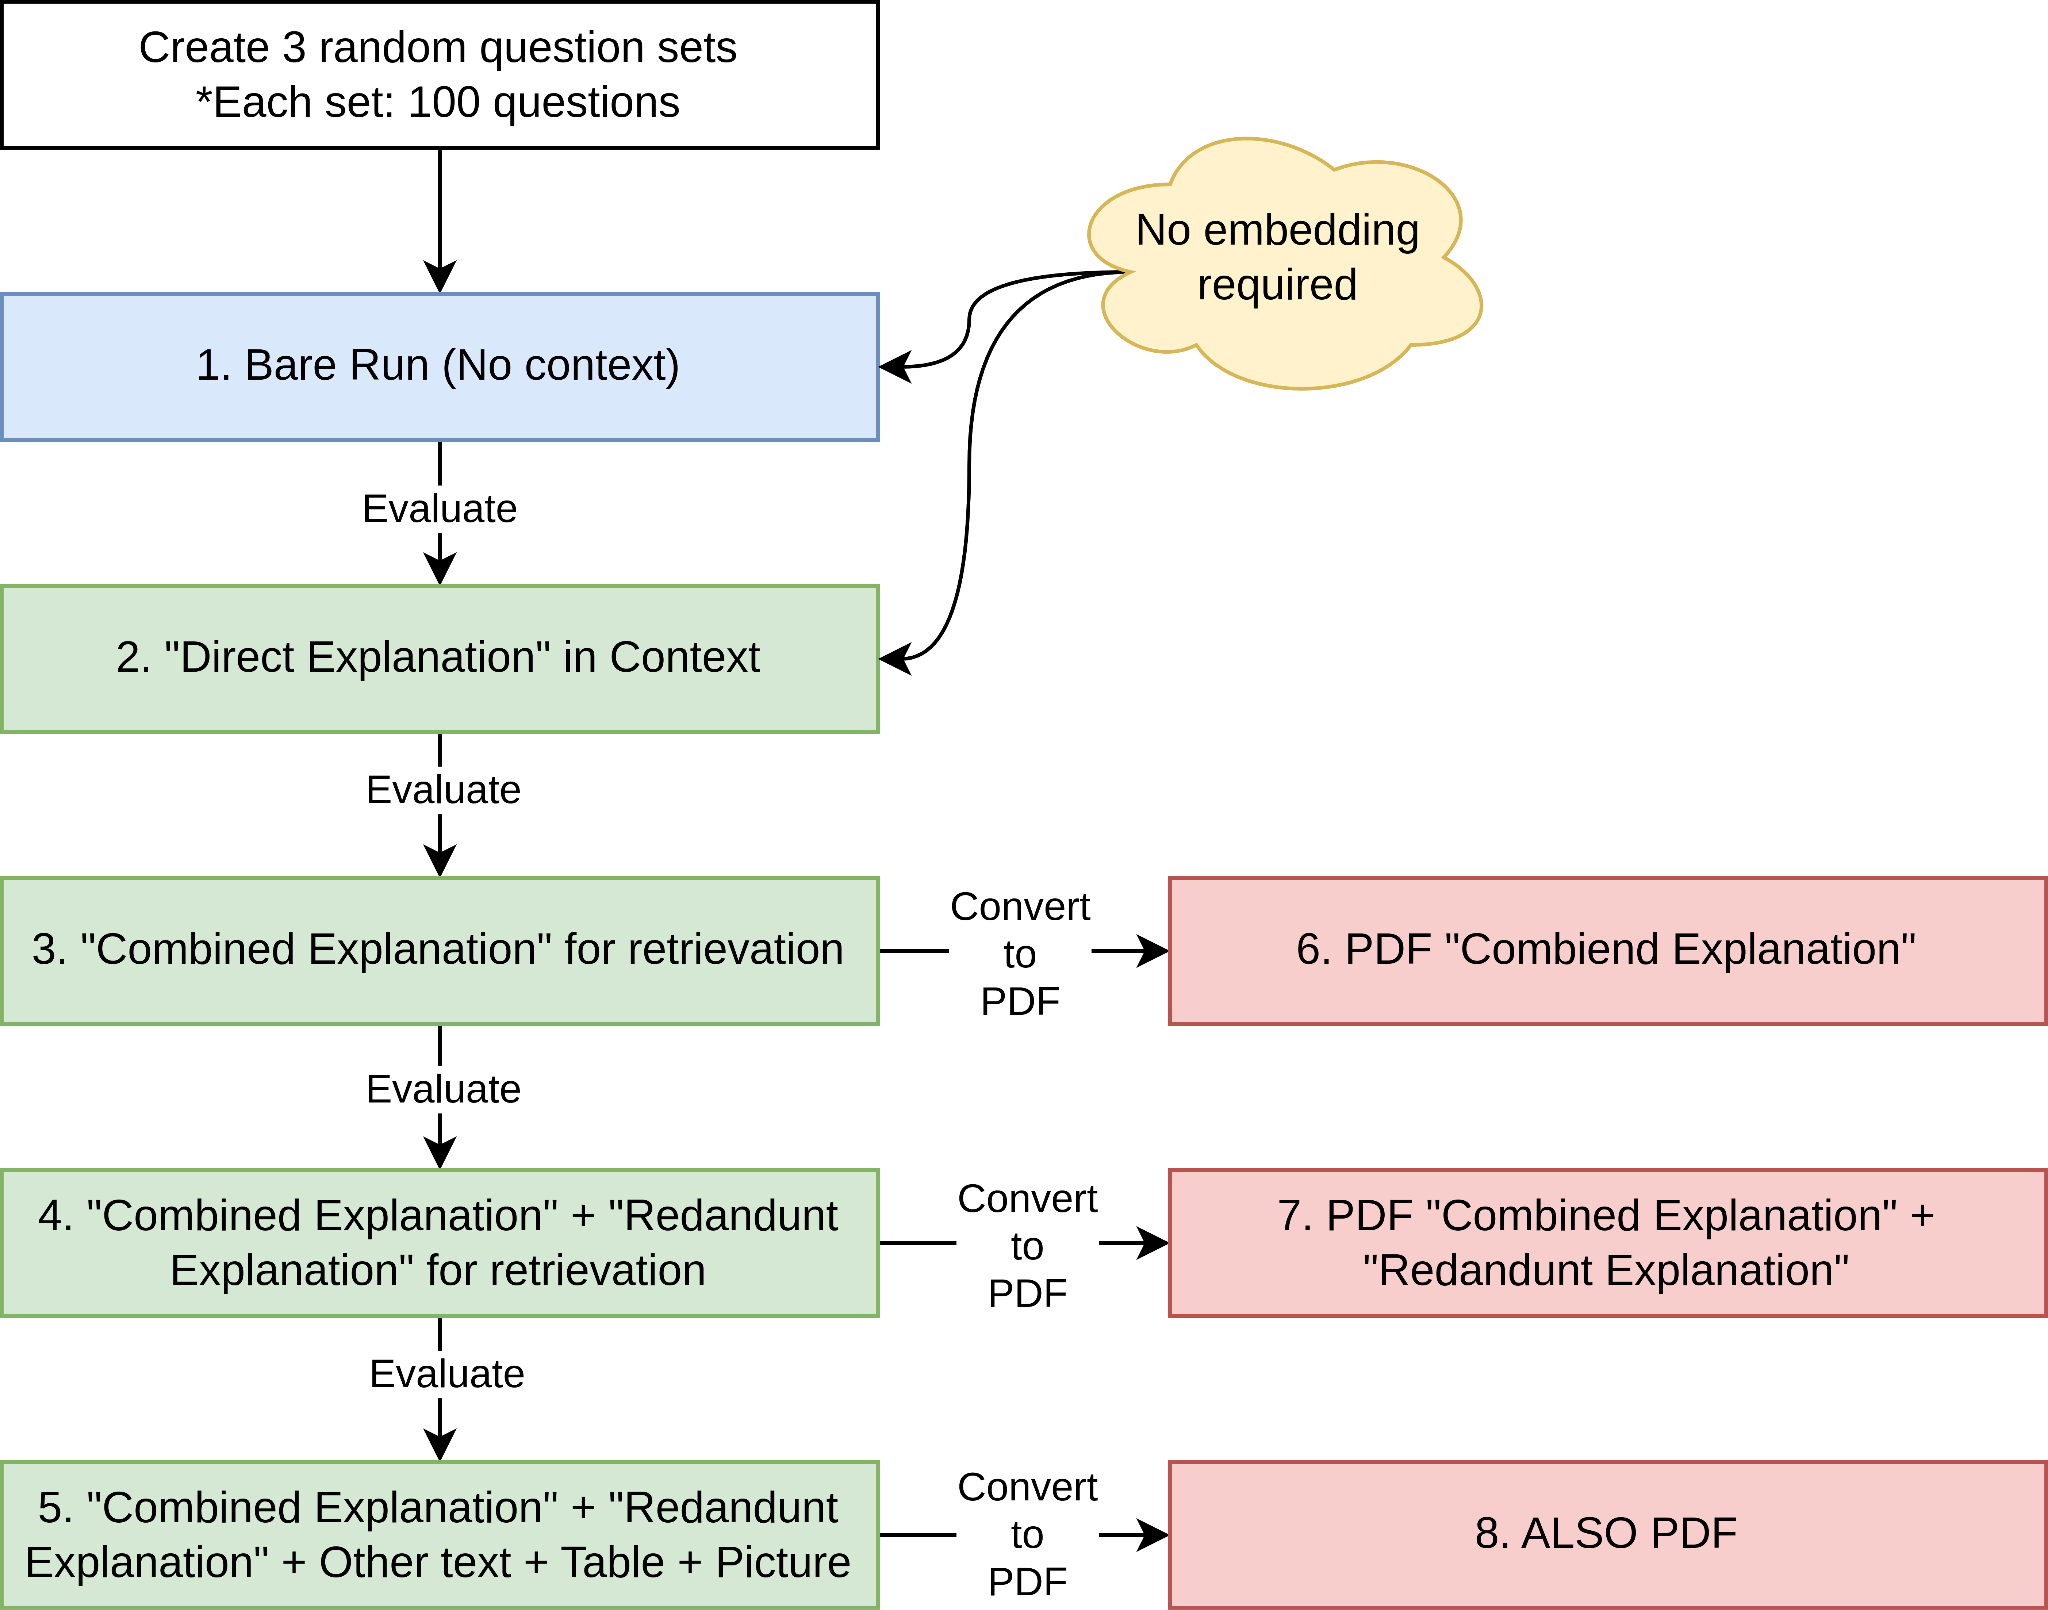 Create 3 random question sets
*Each set: 100 questions
No embedding
required
1. Bare Run (No context)
Evaluate
2. "Direct Explanation" in Context
Evaluate
3. "Combined Explanation" for retrievation
Convert
to
PDF
6. PDF "Combiend Explanation"
Evaluate
4. "Combined Explanation" + "Redandunt
Explanation" for retrievation
Convert
to
PDF
7. PDF "Combined Explanation" +
"Redandunt Explanation"
Evaluate
5. "Combined Explanation" + "Redandunt
Explanation" + Other text + Table + Picture
Convert
to
PDF
8. ALSO PDF